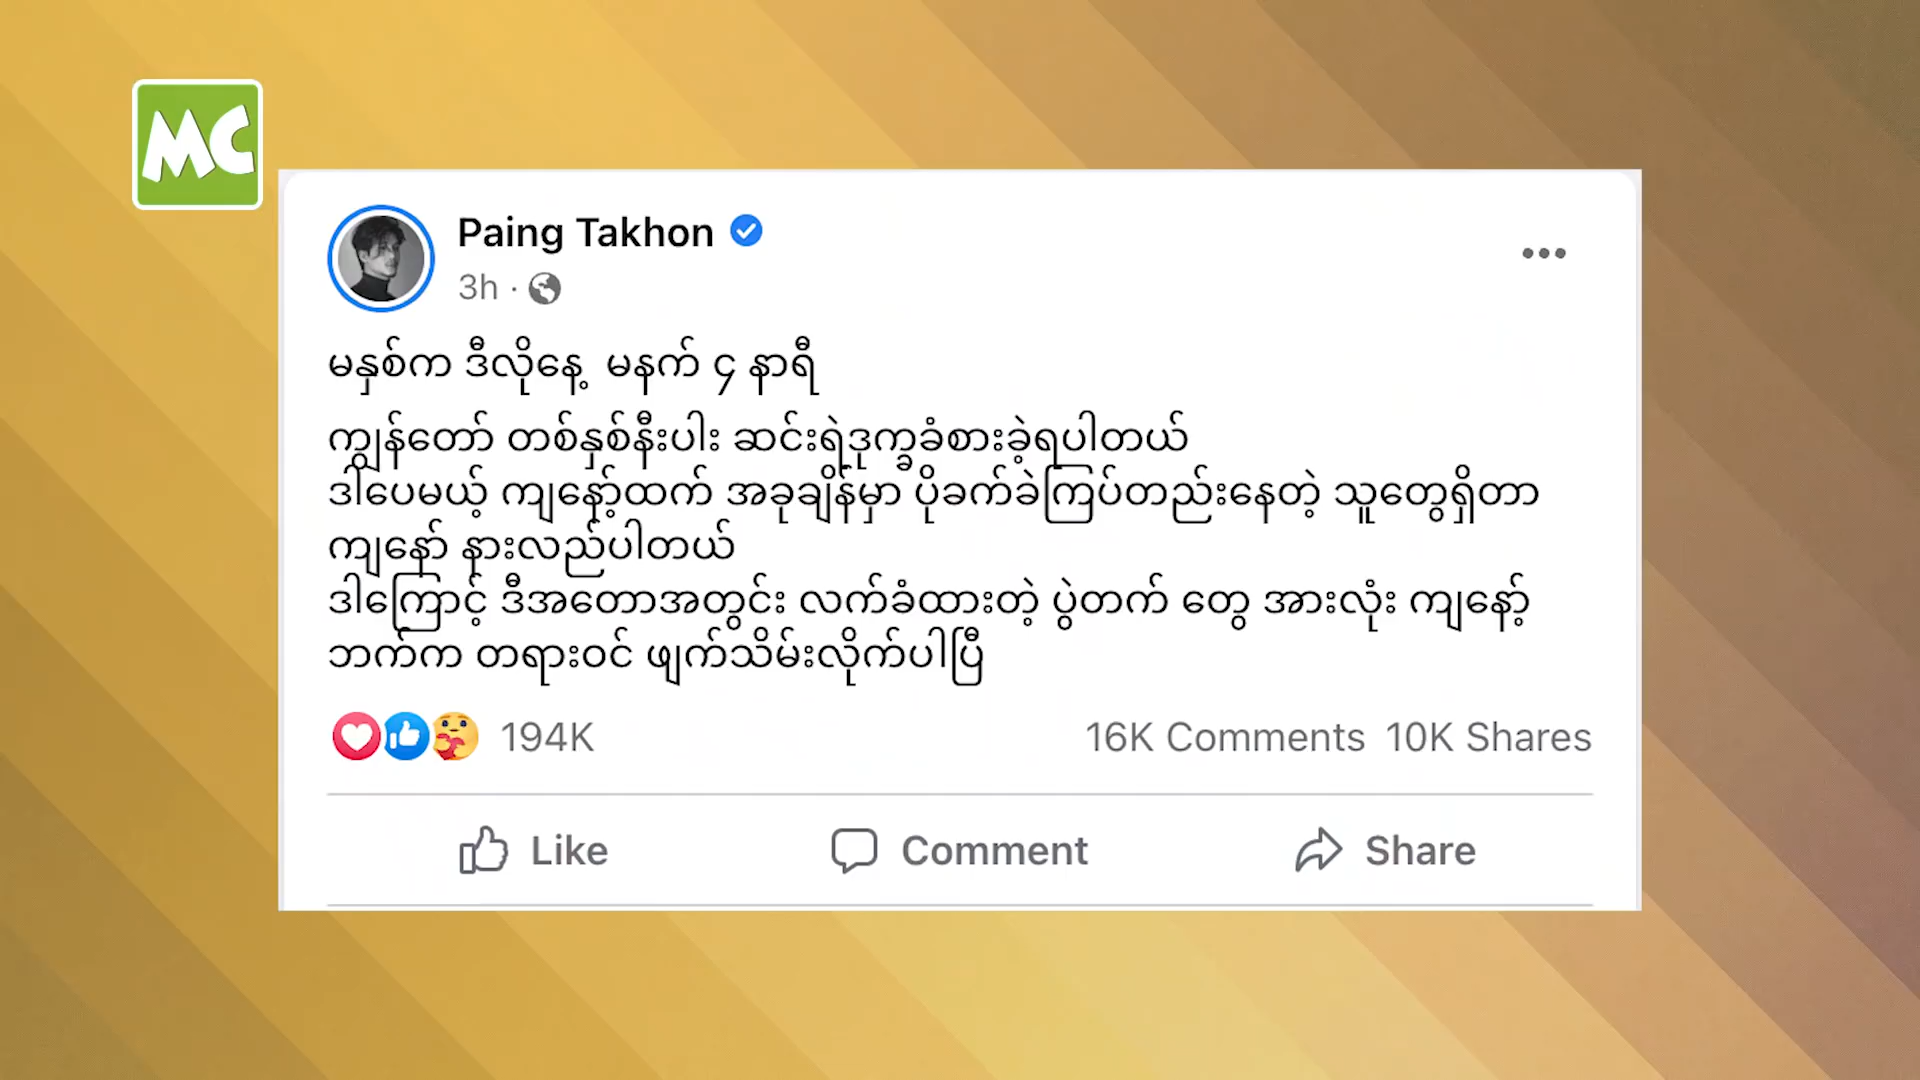 MC
Paing Takhon
3h ·
မနှစ်က ဒီလိုနေ့ မနက် ၄ နာရီ
ကျွန်တော် တစ်နှစ်နီးပါး ဆင်းရဲဒုက္ခခံစားခဲ့ရပါတယ်
ဒါပေမယ့် ကျနော့်ထက် အခုချိန်မှာ ပိုခက်ခဲကြပ်တည်းနေတဲ့ သူတွေရှိတာ
ကျနော် နားလည်ပါတယ်
ဒါကြောင့် ဒီအတောအတွင်း လက်ခံထားတဲ့ ပွဲတက် တွေ အားလုံး ကျနော့်
ဘက်က တရားဝင် ဖျက်သိမ်းလိုက်ပါပြီ
194K 16K Comments 10K Shares
Like Comment Share